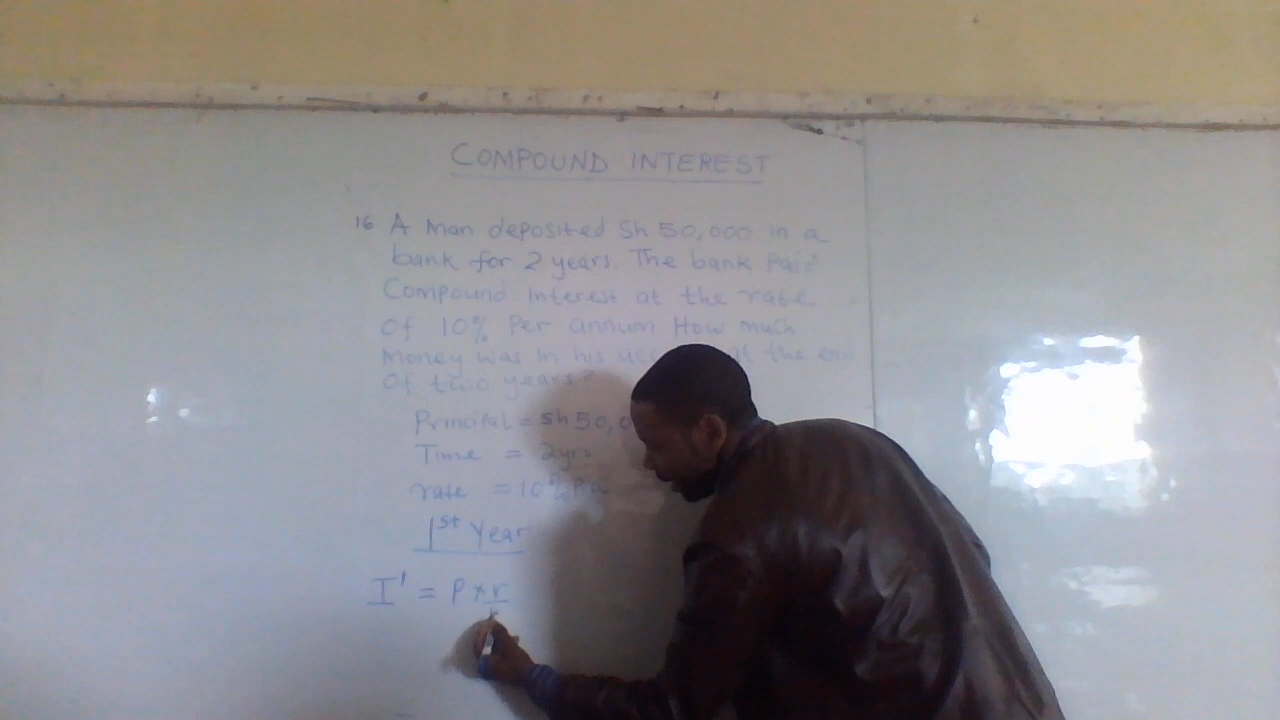 COMPOUND INTEREST
16 A man deposited Sh 50,000 in a
bank for 2 years. The bank Paid
Compound Interest at the rate
Of 10% Per annum How much
Money was in his at the end
Of two years?
Principal = Sh 50,0
Time = 2yrs
rate = 10% Pa
1st Year
I' = P × r